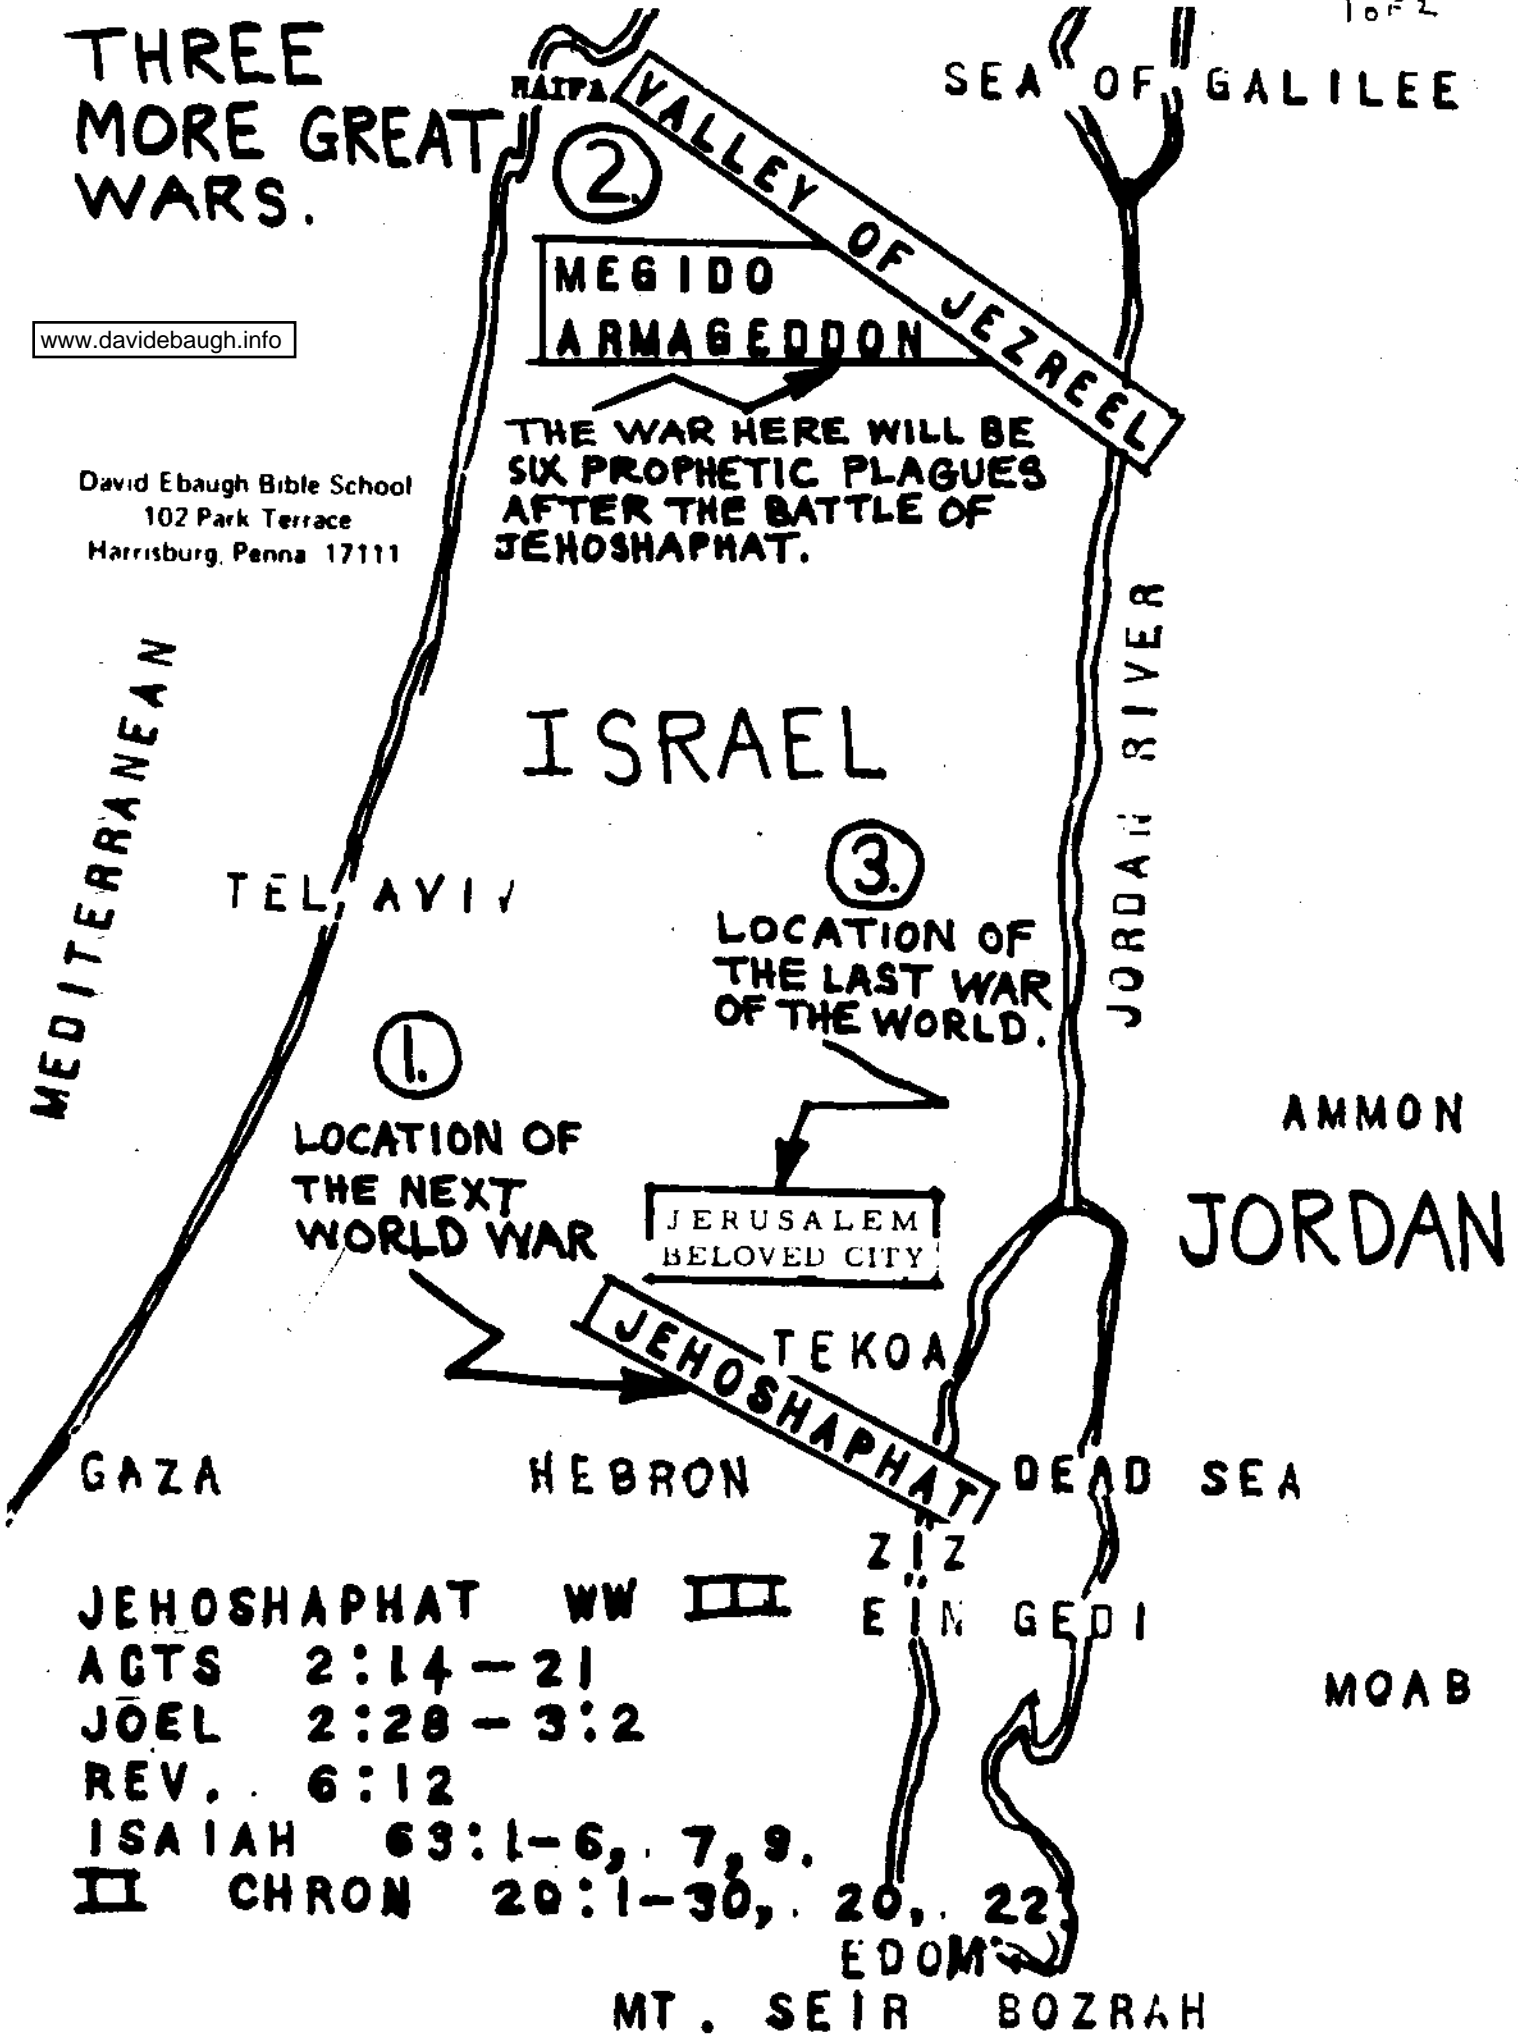 1 OF 2
THREE
MORE GREAT
WARS.
SEA OF GALILEE
HAIFA
VALLEY OF JEZREEL
2.
MEGIDO
ARMAGEDDON
www.davidebaugh.info
THE WAR HERE WILL BE
SIX PROPHETIC PLAGUES
AFTER THE BATTLE OF
JEHOSHAPHAT.
David Ebaugh Bible School
102 Park Terrace
Harrisburg, Penna 17111
MEDITERRANEAN
JORDAN RIVER
ISRAEL
TEL AVIV
3.
LOCATION OF
THE LAST WAR
OF THE WORLD.
1.
LOCATION OF
THE NEXT
WORLD WAR
AMMON
JORDAN
JERUSALEM
BELOVED CITY
JEHOSHAPHAT
TEKOA
GAZA
HEBRON
DEAD SEA
ZIZ
EIN GEDI
MOAB
JEHOSHAPHAT WW III
ACTS 2:14-21
JOEL 2:28-3:2
REV. 6:12
ISAIAH 63:1-6, 7, 9.
II CHRON 20:1-30, 20, 22
EDOM
MT. SEIR BOZRAH